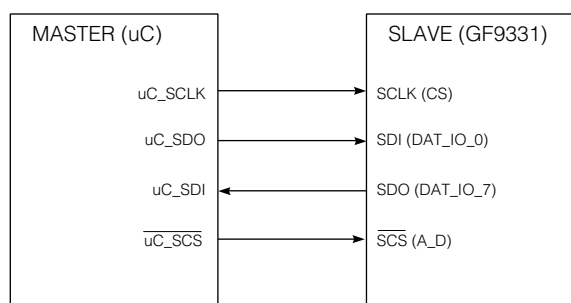 MASTER (uC) SLAVE (GF9331)
uC_SCLK SCLK (CS)
uC_SDO SDI (DAT_IO_0)
uC_SDI SDO (DAT_IO_7)
uC_SCS SCS (A_D)